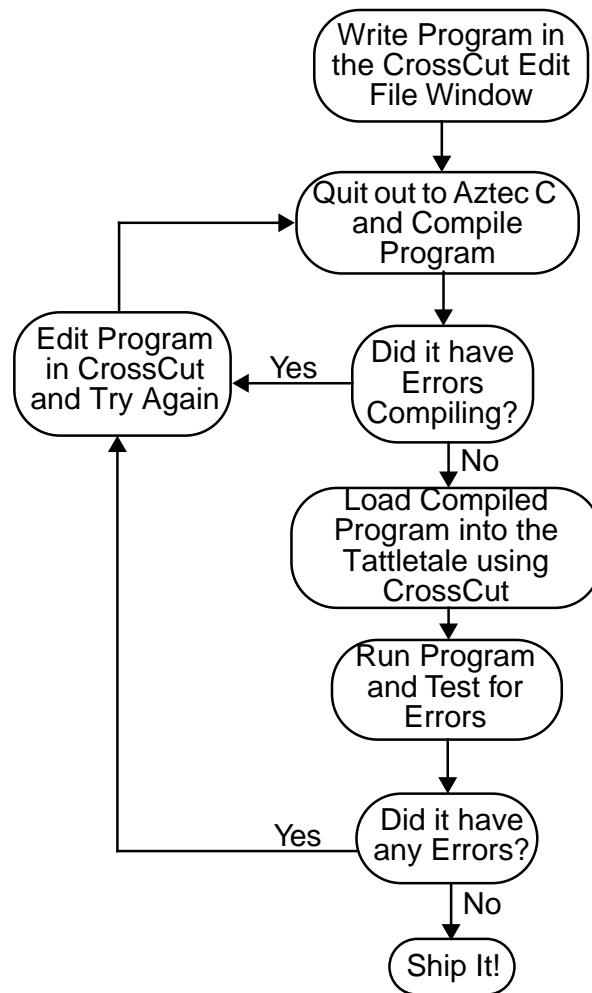 Write Program in
the CrossCut Edit
File Window
Quit out to Aztec C
and Compile
Program
Edit Program
in CrossCut
and Try Again
Yes
Did it have
Errors
Compiling?
No
Load Compiled
Program into the
Tattletale using
CrossCut
Run Program
and Test for
Errors
Yes
Did it have
any Errors?
No
Ship It!